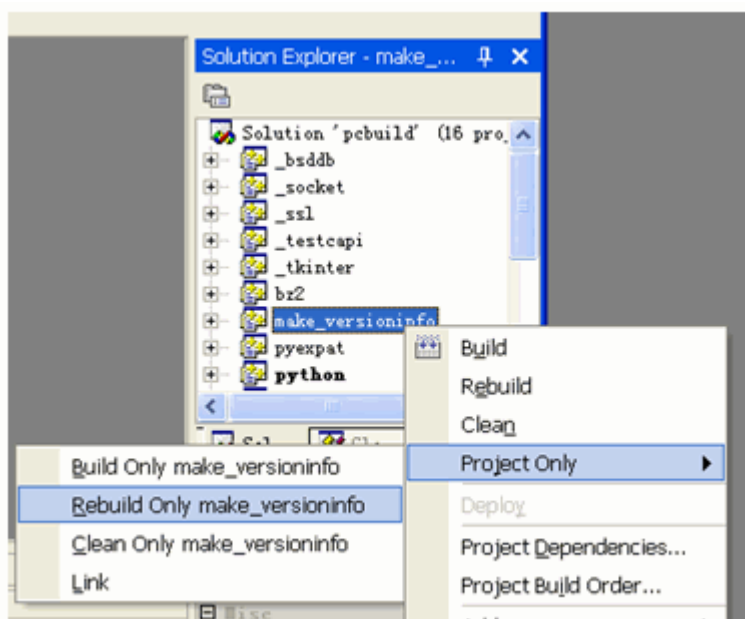 Solution Explorer - make_...
Solution 'pcbuild' (16 pro
_bsddb
_socket
_ssl
_testcapi
_tkinter
bz2
make_versioninfo
pyexpat
python
Build
Rebuild
Clean
Project Only
Deploy
Project Dependencies...
Project Build Order...
Build Only make_versioninfo
Rebuild Only make_versioninfo
Clean Only make_versioninfo
Link
Misc